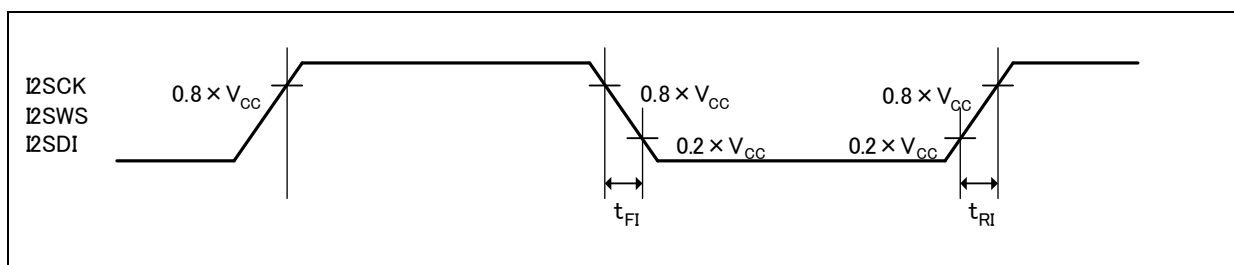 I2SCK
I2SWS
I2SDI
0.8 × VCC
0.8 × VCC
0.2 × VCC
0.8 × VCC
0.2 × VCC
tFI
tRI